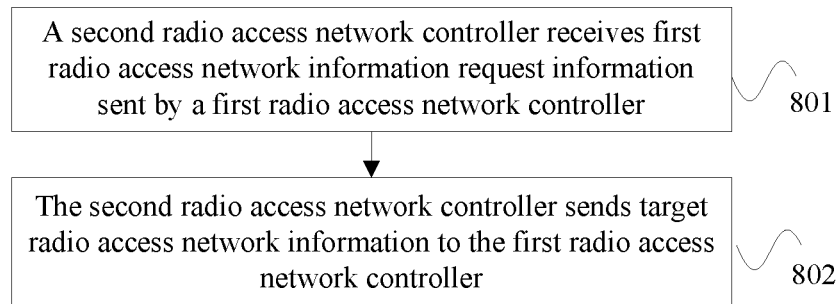 A second radio access network controller receives first
radio access network information request information
sent by a first radio access network controller
801
The second radio access network controller sends target
radio access network information to the first radio access
network controller
802